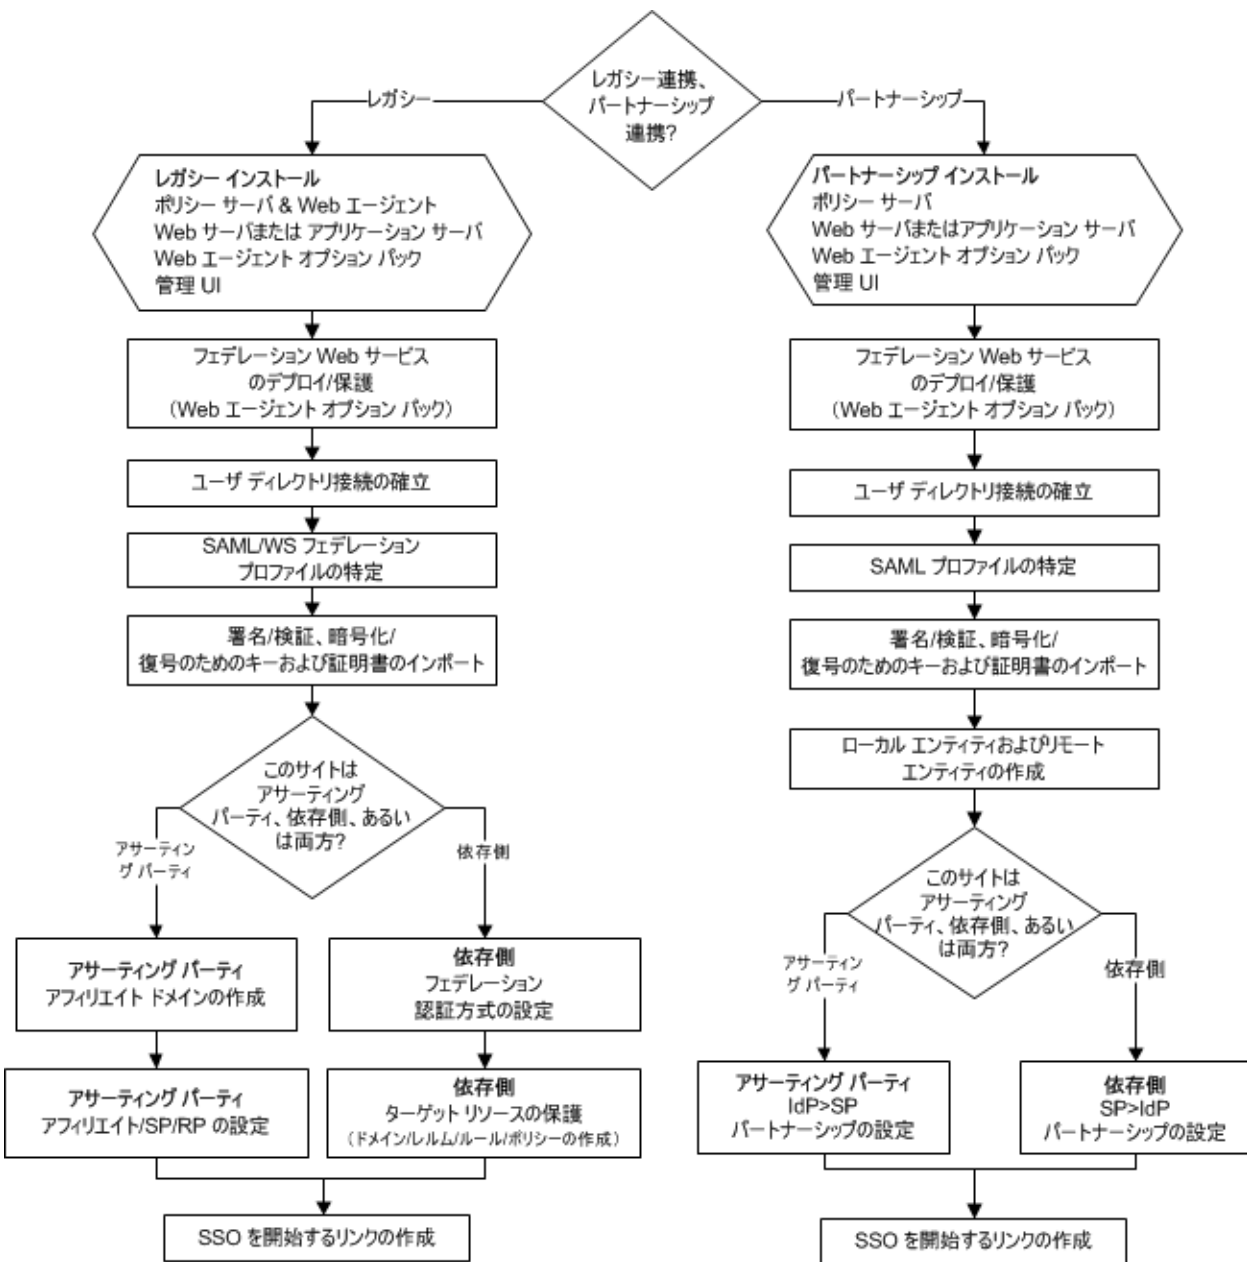 レガシー連携、
パートナーシップ
連携?
レガシー
パートナーシップ
レガシー インストール
ポリシー サーバ & Web エージェント
Web サーバまたは アプリケーション サーバ
Web エージェント オプション パック
管理 UI
フェデレーション Web サービス
のデプロイ/保護
(Web エージェント オプション パック)
ユーザ ディレクトリ接続の確立
SAML/WS フェデレーション
プロファイルの特定
署名/検証、暗号化/
復号のためのキーおよび証明書のインポート
このサイトは
アサーティング
パーティ、依存側、あるい
は両方?
アサーティン
グ パーティ
依存側
アサーティング パーティ
アフィリエイト ドメインの作成
依存側
フェデレーション
認証方式の設定
アサーティング パーティ
アフィリエイト/SP/RP の設定
依存側
ターゲット リソースの保護
(ドメイン/レルム/ルール/ポリシーの作成)
SSO を開始するリンクの作成
パートナーシップ インストール
ポリシー サーバ
Web サーバまたはアプリケーション サーバ
Web エージェント オプション パック
管理 UI
フェデレーション Web サービス
のデプロイ/保護
(Web エージェント オプション パック)
ユーザ ディレクトリ接続の確立
SAML プロファイルの特定
署名/検証、暗号化/
復号のためのキーおよび証明書のインポート
ローカル エンティティおよびリモート
エンティティの作成
このサイトは
アサーティング
パーティ、依存側、あるい
は両方?
アサーティン
グ パーティ
依存側
アサーティング パーティ
IdP>SP
パートナーシップの設定
依存側
SP>IdP
パートナーシップの設定
SSO を開始するリンクの作成